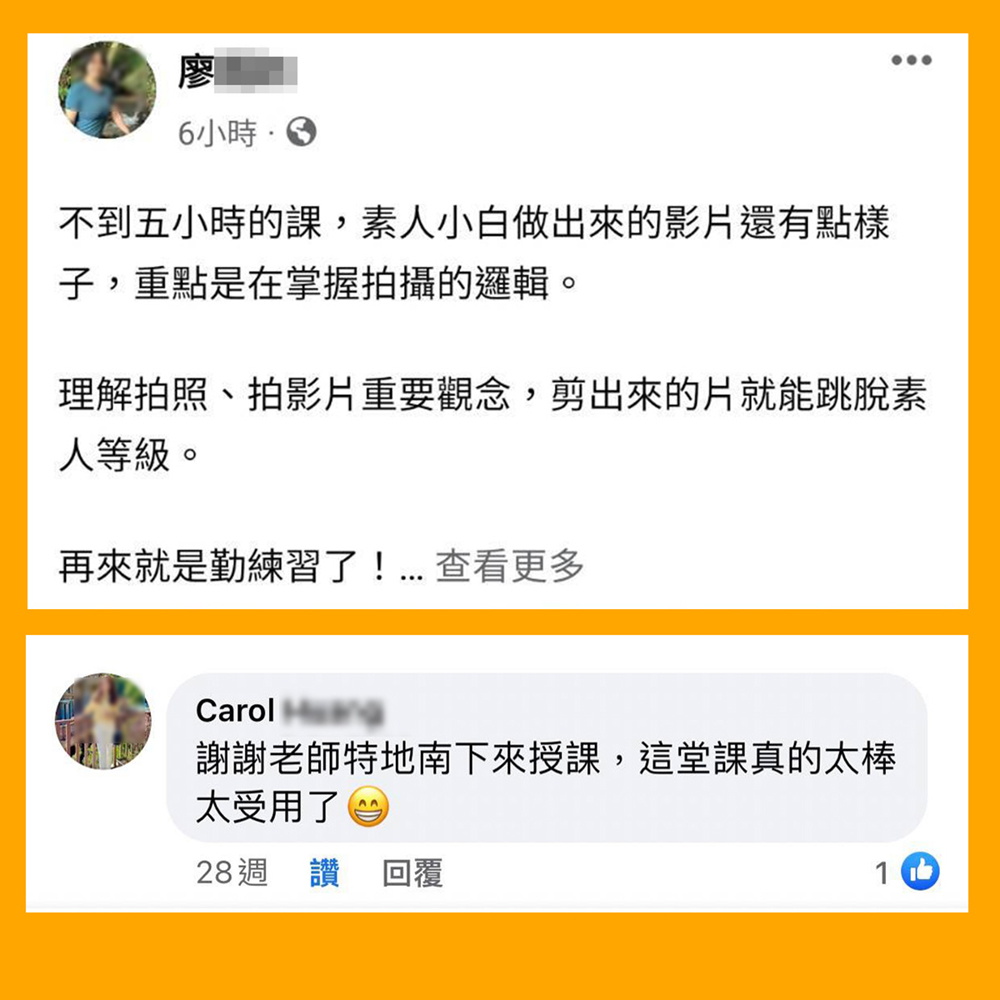 廖
6小時 ·
不到五小時的課，素人小白做出來的影片還有點樣
子，重點是在掌握拍攝的邏輯。
理解拍照、拍影片重要觀念，剪出來的片就能跳脫素
人等級。
再來就是勤練習了！... 查看更多
Carol
謝謝老師特地南下來授課，這堂課真的太棒
太受用了😁
28週 讚 回覆 1